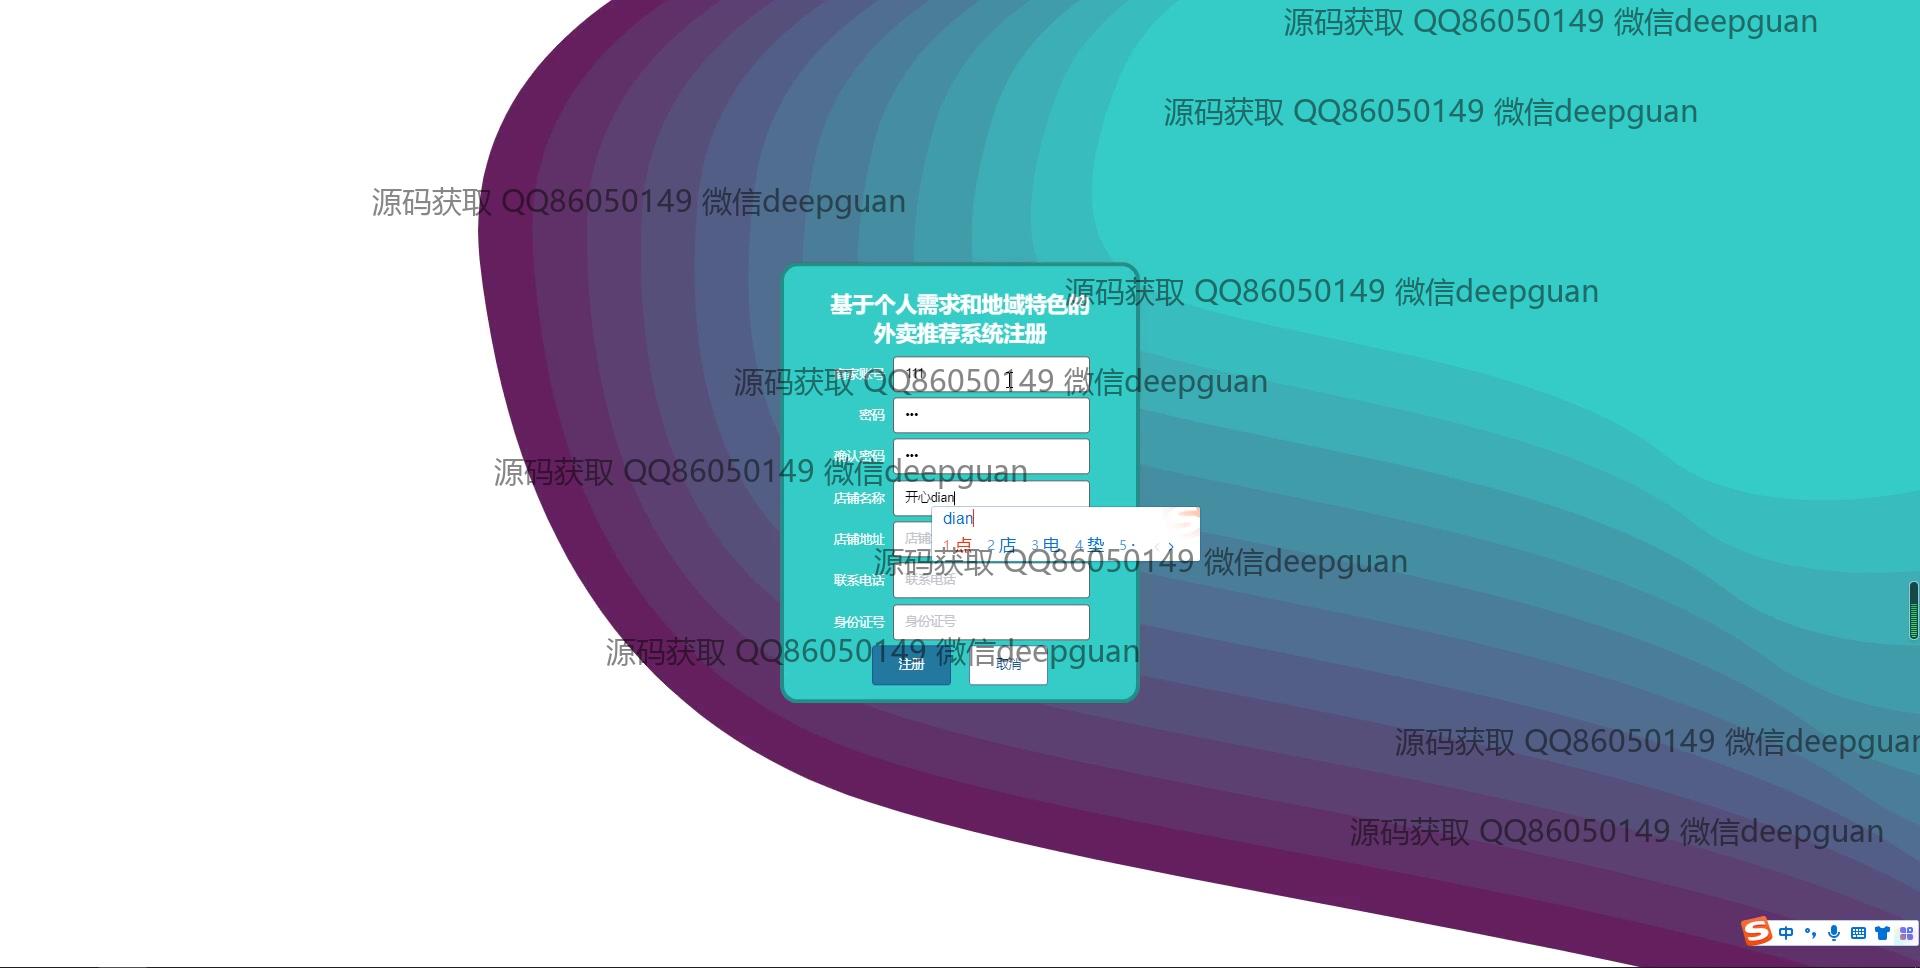 源码获取 QQ86050149 微信deepguan
源码获取 QQ86050149 微信deepguan
源码获取 QQ86050149 微信deepguan
源码获取 QQ86050149 微信deepguan
基于个人需求和地域特色的
外卖推荐系统注册
商家账号 111
源码获取 QQ86050149 微信deepguan
密码 •••
确认密码 •••
源码获取 QQ86050149 微信deepguan
店铺名称 开心dian
dian
店铺地址 店铺
1点 2店 3电 4垫 5
源码获取 QQ86050149 微信deepguan
联系电话 联系电话
身份证号 身份证号
源码获取 QQ86050149 微信deepguan
注册 取消
源码获取 QQ86050149 微信deepguan
源码获取 QQ86050149 微信deepguan
中